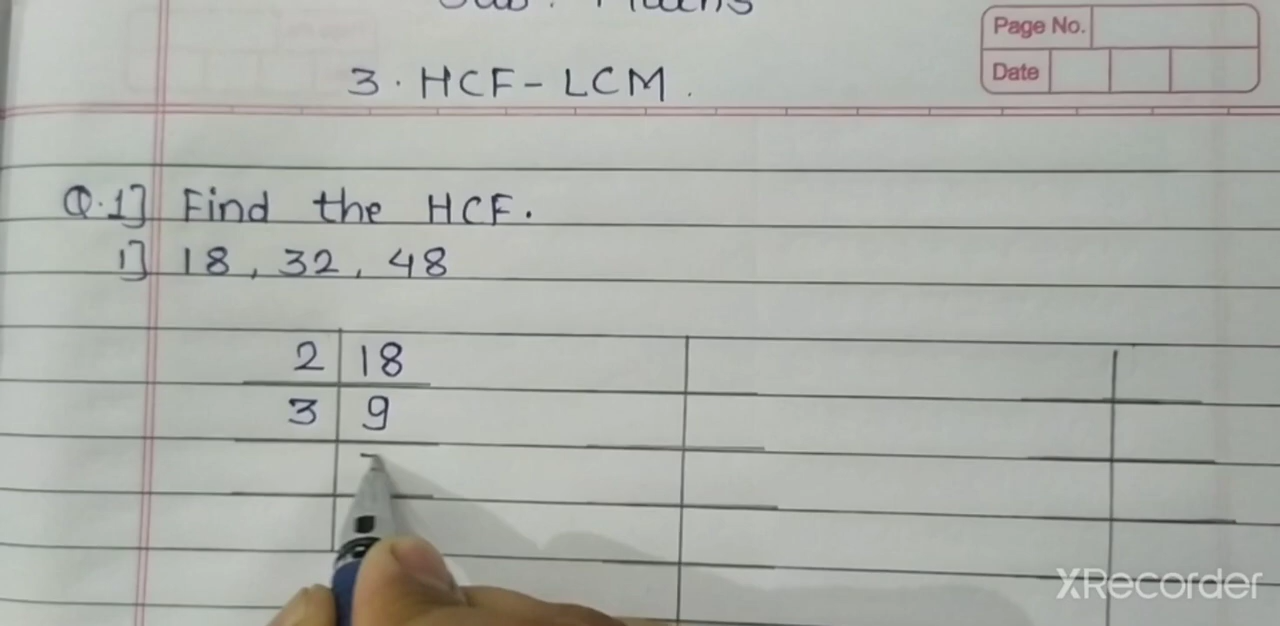 Page No.
Date
3. HCF-LCM.
Q.1] Find the HCF.
1] 18, 32, 48
2 18
3 9
XRecorder